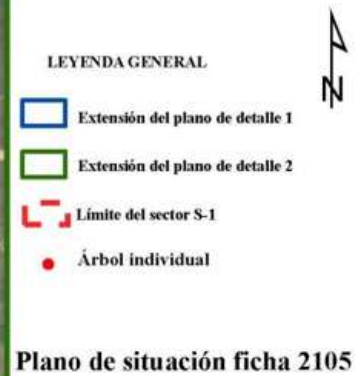 N
LEYENDA GENERAL
Extensión del plano de detalle 1
Extensión del plano de detalle 2
Límite del sector S-1
Árbol individual
Plano de situación ficha 2105